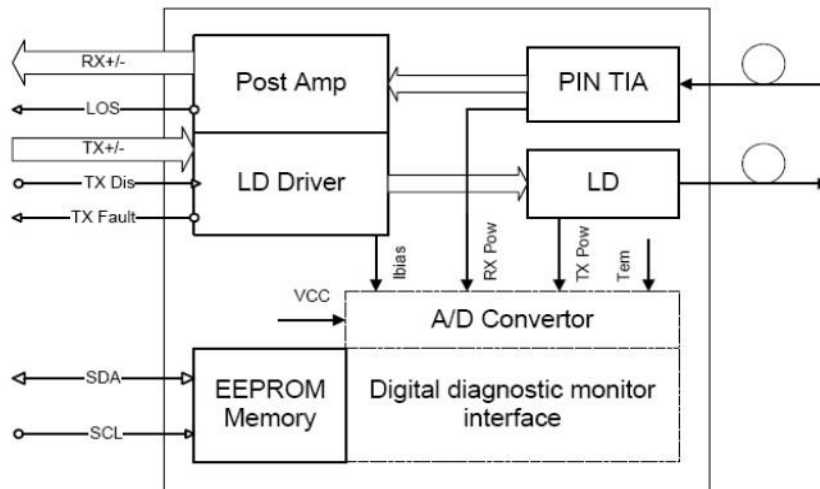 RX+/-
Post Amp
PIN TIA
LOS
TX+/-
TX Dis
LD Driver
LD
TX Fault
Ibias
RX Pow
TX Pow
Tem
VCC
A/D Convertor
SDA
EEPROM
Memory
Digital diagnostic monitor
interface
SCL